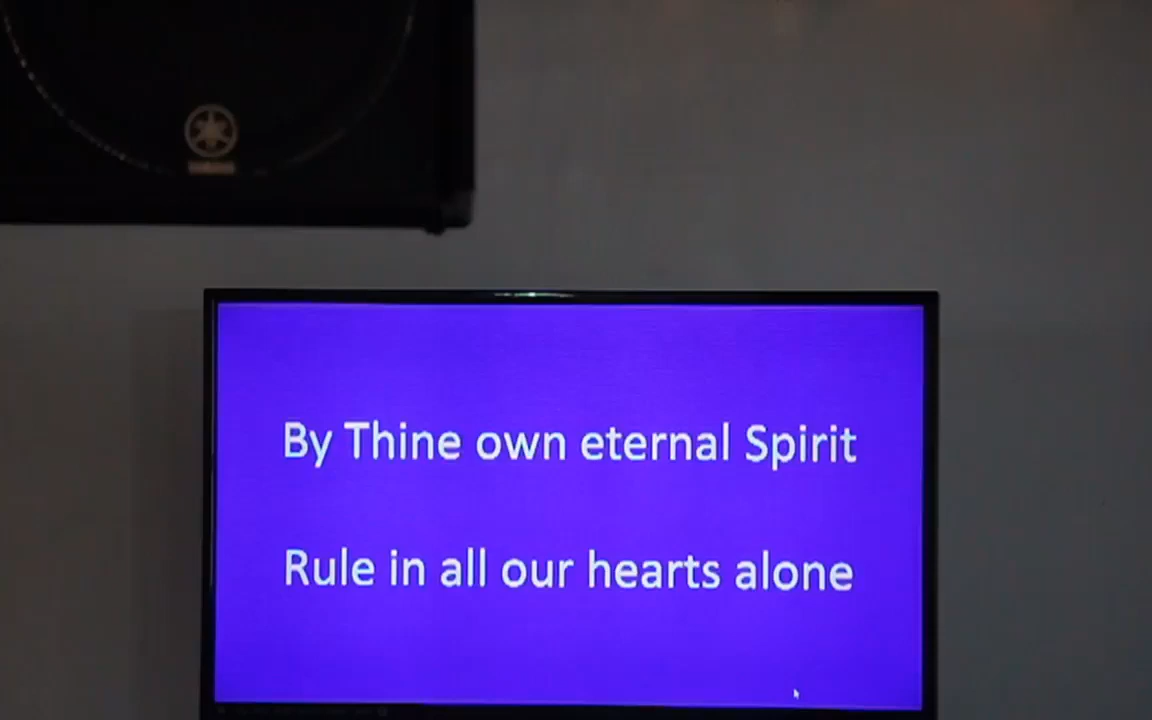 By Thine own eternal Spirit
Rule in all our hearts alone